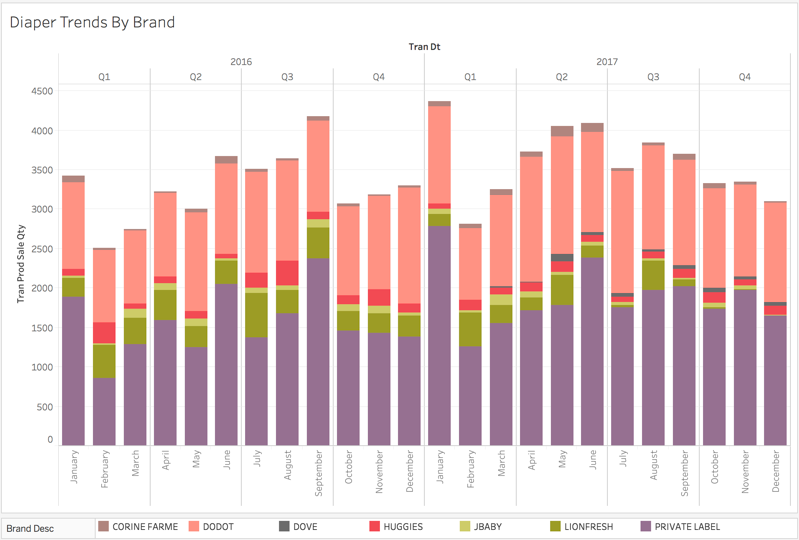 Diaper Trends By Brand
Tran Dt
2016 2017
Q1 Q2 Q3 Q4 Q1 Q2 Q3 Q4
4500
4000
3500
3000
2500
2000
1500
1000
500
0
Tran Prod Sale Qty
January February March April May June July August September October November December January February March April May June July August September October November December
Brand Desc CORINE FARME DODOT DOVE HUGGIES JBABY LIONFRESH PRIVATE LABEL